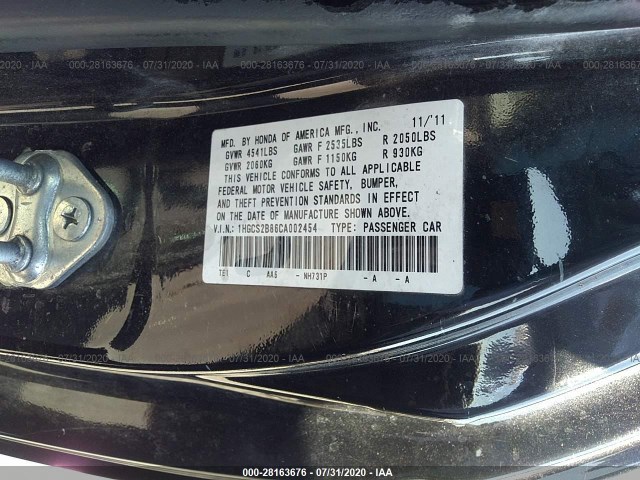 000-28163676 - 07/31/2020 - IAA
MFD. BY HONDA OF AMERICA MFG., INC. 11/'11
GVWR 4541LBS GAWR F 2535LBS R 2050LBS
GVWR 2060KG GAWR F 1150KG R 930KG
THIS VEHICLE CONFORMS TO ALL APPLICABLE
FEDERAL MOTOR VEHICLE SAFETY, BUMPER,
AND THEFT PREVENTION STANDARDS IN EFFECT
ON THE DATE OF MANUFACTURE SHOWN ABOVE.
V.I.N.: 1HGCS2B86CA002454 TYPE: PASSENGER CAR
TE1 C AA6 - NH731P - A - A
000-28163676 - 07/31/2020 - IAA